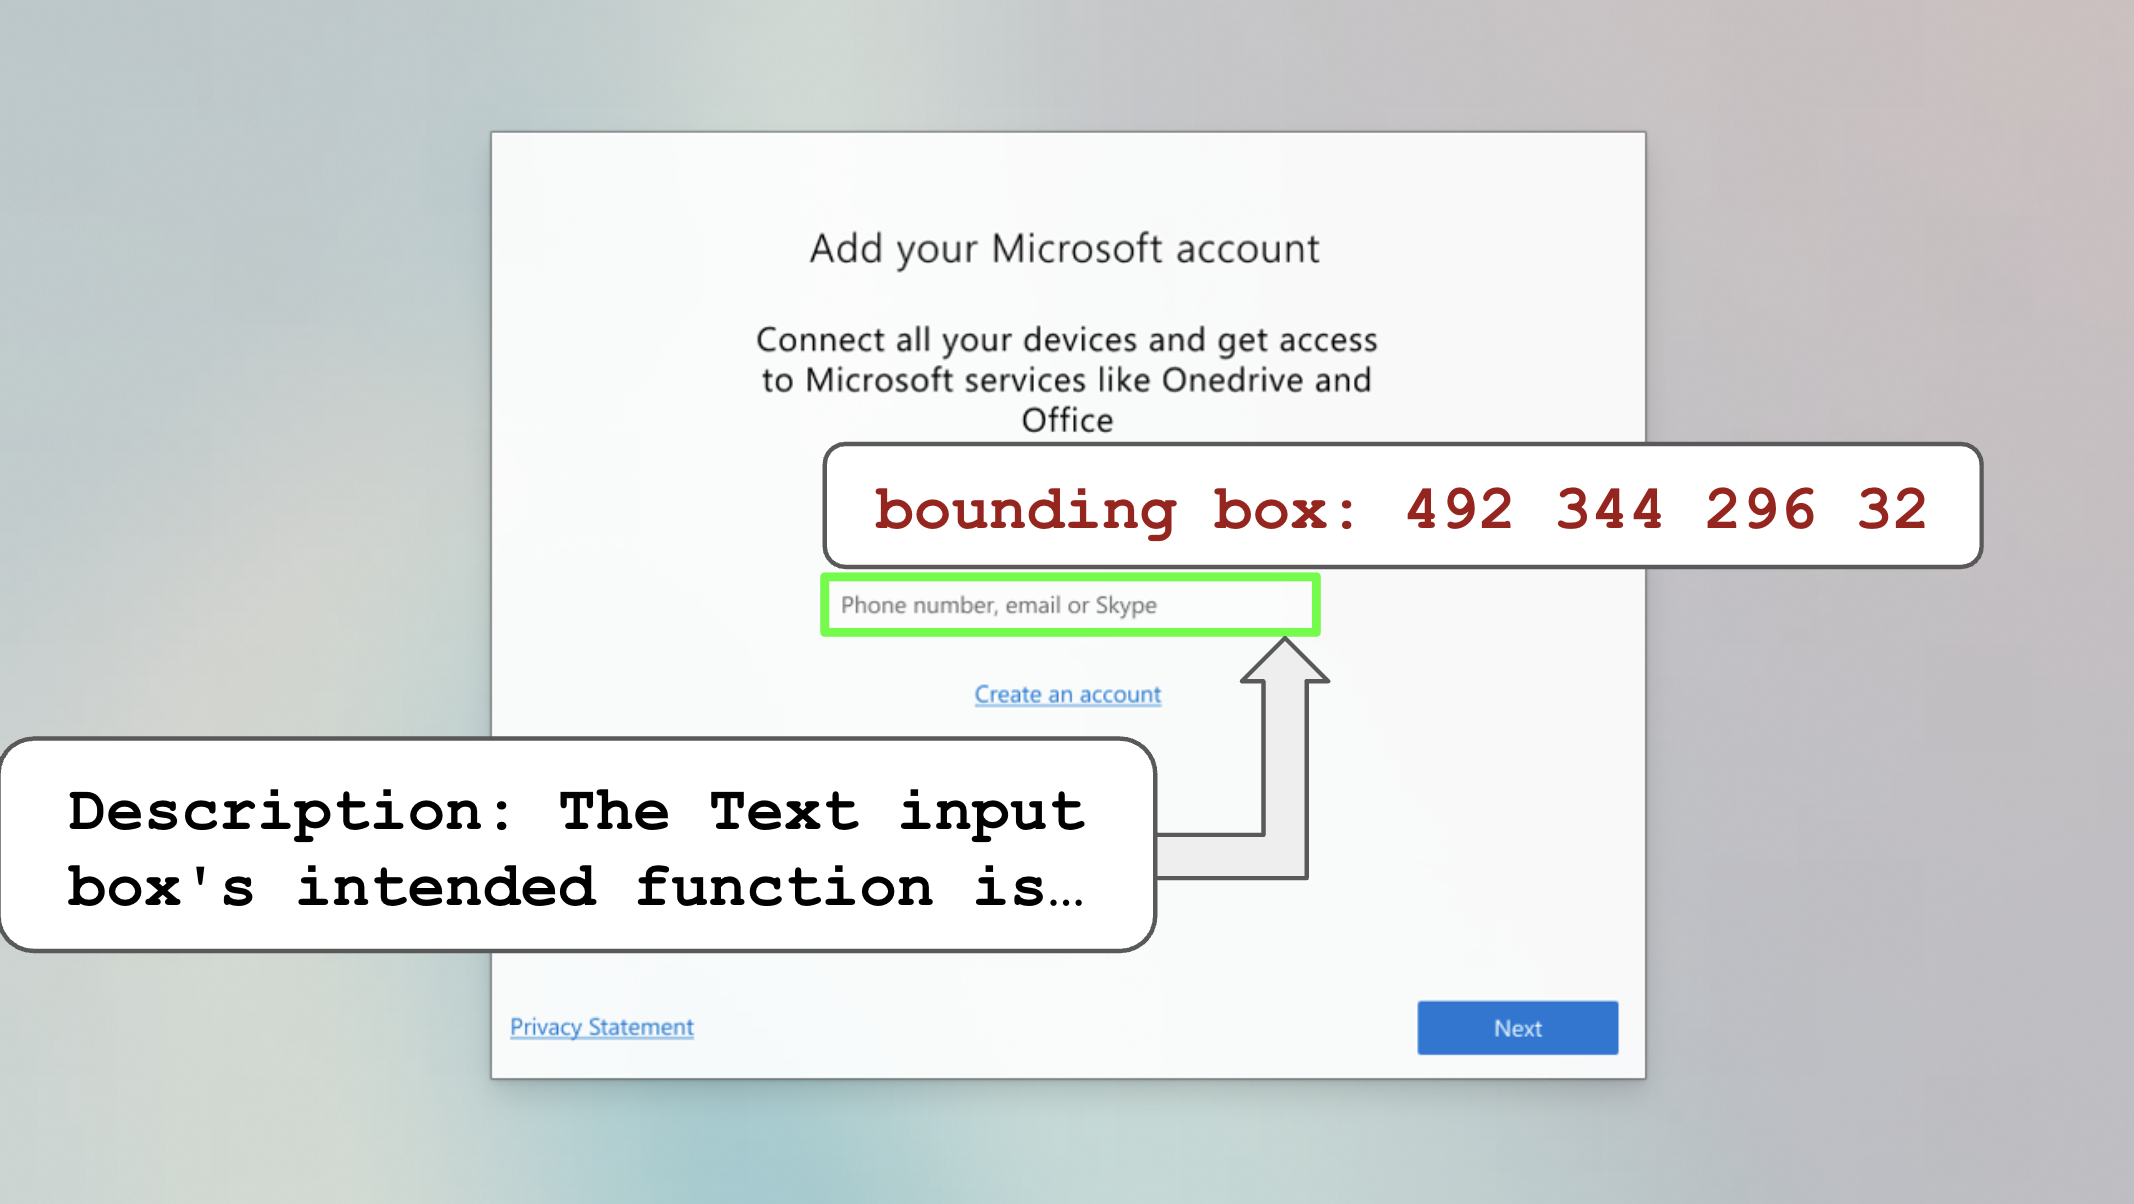 Add your Microsoft account
Connect all your devices and get access
to Microsoft services like Onedrive and
Office
bounding box: 492 344 296 32
Phone number, email or Skype
Create an account
Description: The Text input
box's intended function is…
Privacy Statement
Next